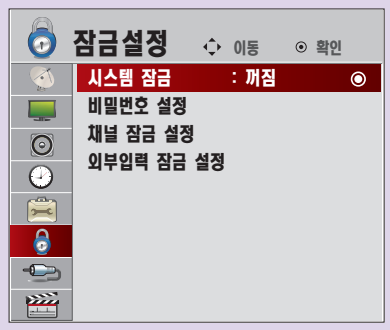 잠금설정 이동 확인
시스템 잠금 : 꺼짐
비밀번호 설정
채널 잠금 설정
외부입력 잠금 설정